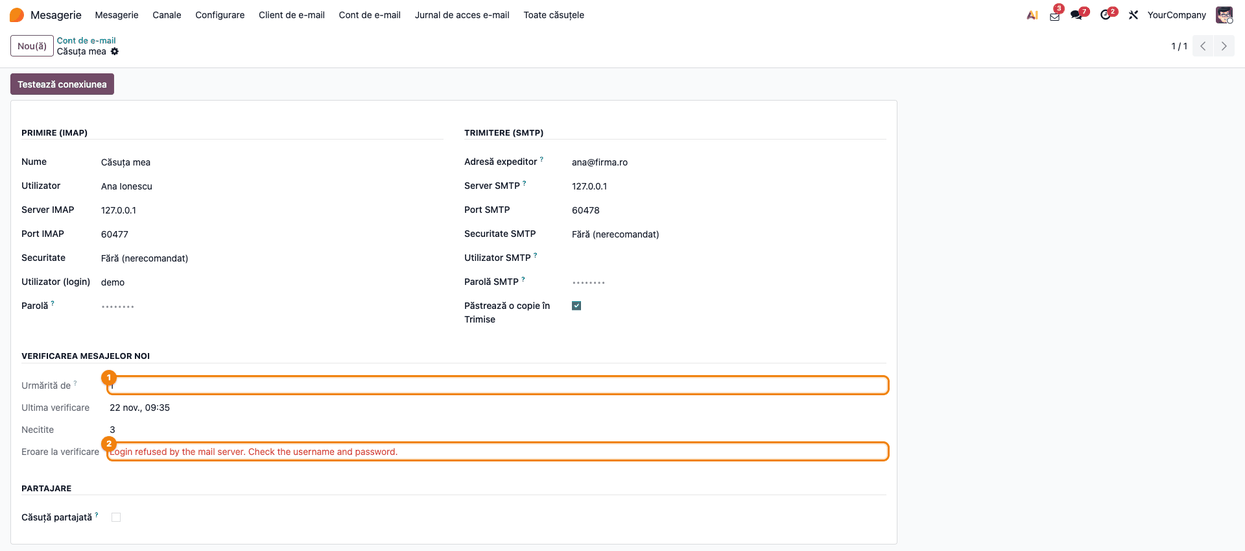 Mesagerie Mesagerie Canale Configurare Client de e-mail Cont de e-mail Jurnal de acces e-mail Toate căsuțele AI 3 7 2 YourCompany
Nou(ă) Cont de e-mail
Căsuța mea
1 / 1
Testează conexiunea
PRIMIRE (IMAP)
Nume Căsuța mea
Utilizator Ana Ionescu
Server IMAP 127.0.0.1
Port IMAP 60477
Securitate Fără (nerecomandat)
Utilizator (login) demo
Parolă ? ••••••••
TRIMITERE (SMTP)
Adresă expeditor ? ana@firma.ro
Server SMTP ? 127.0.0.1
Port SMTP 60478
Securitate SMTP Fără (nerecomandat)
Utilizator SMTP ?
Parolă SMTP ? ••••••••
Păstrează o copie în
Trimise
VERIFICAREA MESAJELOR NOI
1
Urmărită de ?
Ultima verificare 22 nov., 09:35
Necitite 3
2
Eroare la verificare Login refused by the mail server. Check the username and password.
PARTAJARE
Căsuță partajată ?